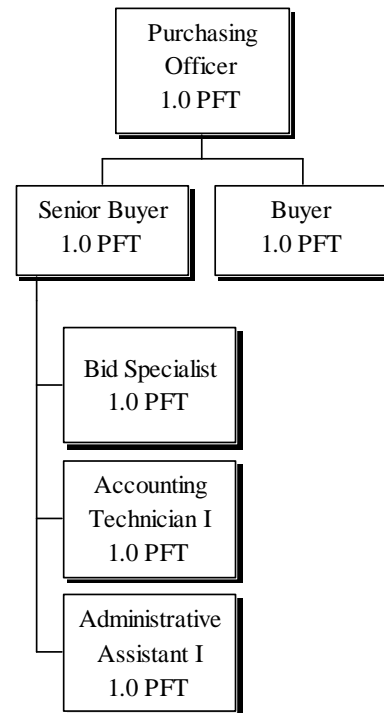 Purchasing
Officer
1.0 PFT
Senior Buyer
1.0 PFT
Buyer
1.0 PFT
Bid Specialist
1.0 PFT
Accounting
Technician I
1.0 PFT
Administrative
Assistant I
1.0 PFT